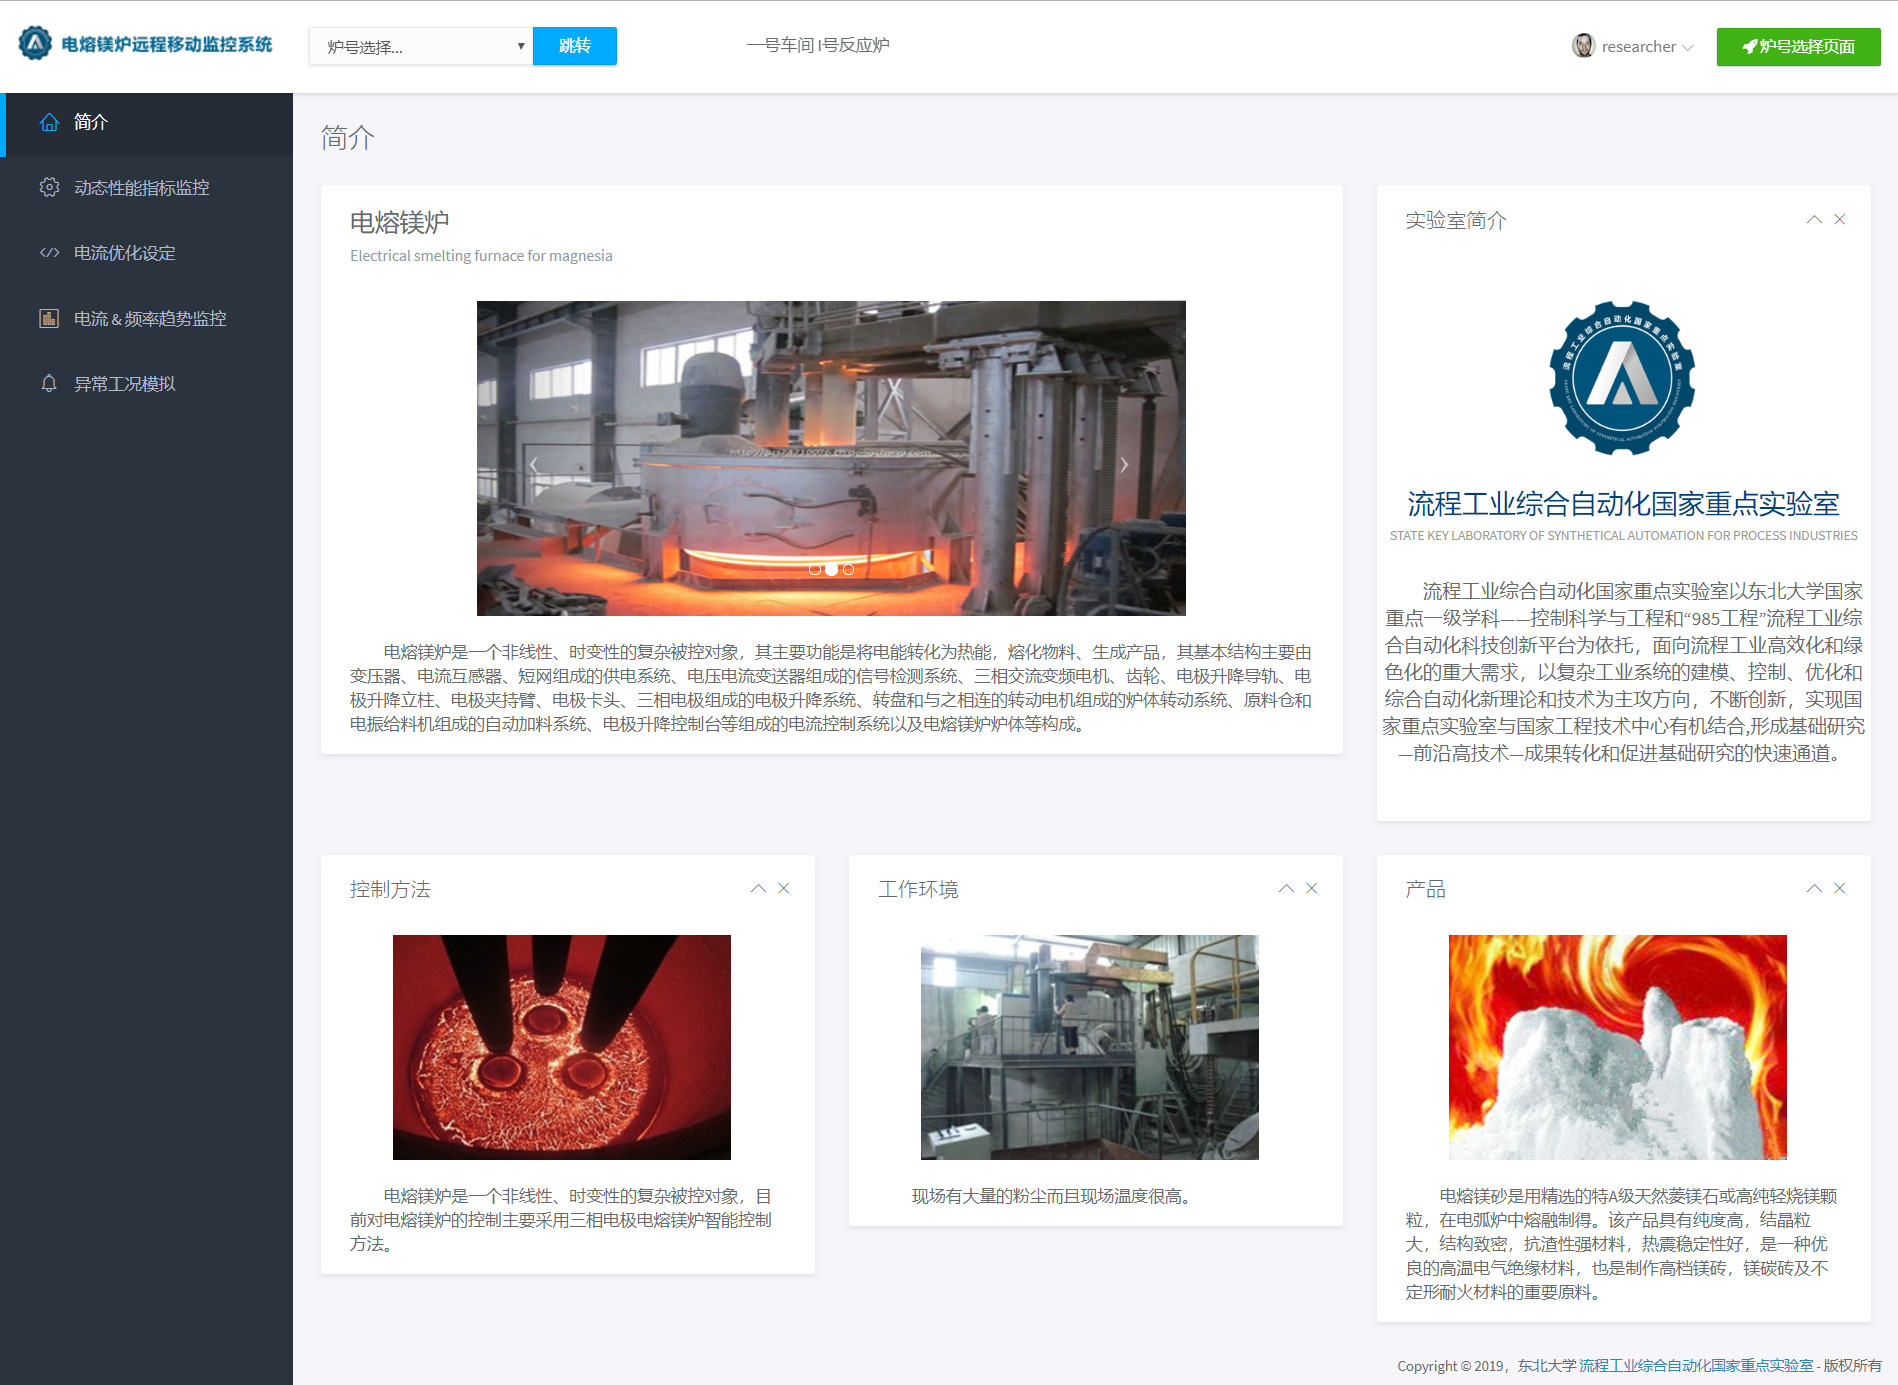 电熔镁炉远程移动监控系统
炉号选择...
跳转
一号车间 1号反应炉
researcher
炉号选择页面
简介
动态性能指标监控
电流优化设定
电流 & 频率趋势监控
异常工况模拟
简介
电熔镁炉
Electrical smelting furnace for magnesia
电熔镁炉是一个非线性、时变性的复杂被控对象，其主要功能是将电能转化为热能，熔化物料、生成产品，其基本结构主要由
变压器、电流互感器、短网组成的供电系统、电压电流变送器组成的信号检测系统、三相交流变频电机、齿轮、电极升降导轨、电
极升降立柱、电极夹持臂、电极卡头、三相电极组成的电极升降系统、转盘和与之相连的转动电机组成的炉体转动系统、原料仓和
电振给料机组成的自动加料系统、电极升降控制台等组成的电流控制系统以及电熔镁炉炉体等构成。
实验室简介
流程工业综合自动化国家重点实验室
流程工业综合自动化国家重点实验室
STATE KEY LABORATORY OF SYNTHETICAL AUTOMATION FOR PROCESS INDUSTRIES
流程工业综合自动化国家重点实验室以东北大学国家
重点一级学科——控制科学与工程和“985工程”流程工业综
合自动化科技创新平台为依托，面向流程工业高效化和绿
色化的重大需求，以复杂工业系统的建模、控制、优化和
综合自动化新理论和技术为主攻方向，不断创新，实现国
家重点实验室与国家工程技术中心有机结合,形成基础研究
—前沿高技术—成果转化和促进基础研究的快速通道。
控制方法
电熔镁炉是一个非线性、时变性的复杂被控对象，目
前对电熔镁炉的控制主要采用三相电极电熔镁炉智能控制
方法。
工作环境
现场有大量的粉尘而且现场温度很高。
产品
电熔镁砂是用精选的特A级天然菱镁石或高纯轻烧镁颗
粒，在电弧炉中熔融制得。该产品具有纯度高，结晶粒
大，结构致密，抗渣性强材料，热震稳定性好，是一种优
良的高温电气绝缘材料，也是制作高档镁砖，镁碳砖及不
定形耐火材料的重要原料。
Copyright © 2019，东北大学 流程工业综合自动化国家重点实验室 - 版权所有